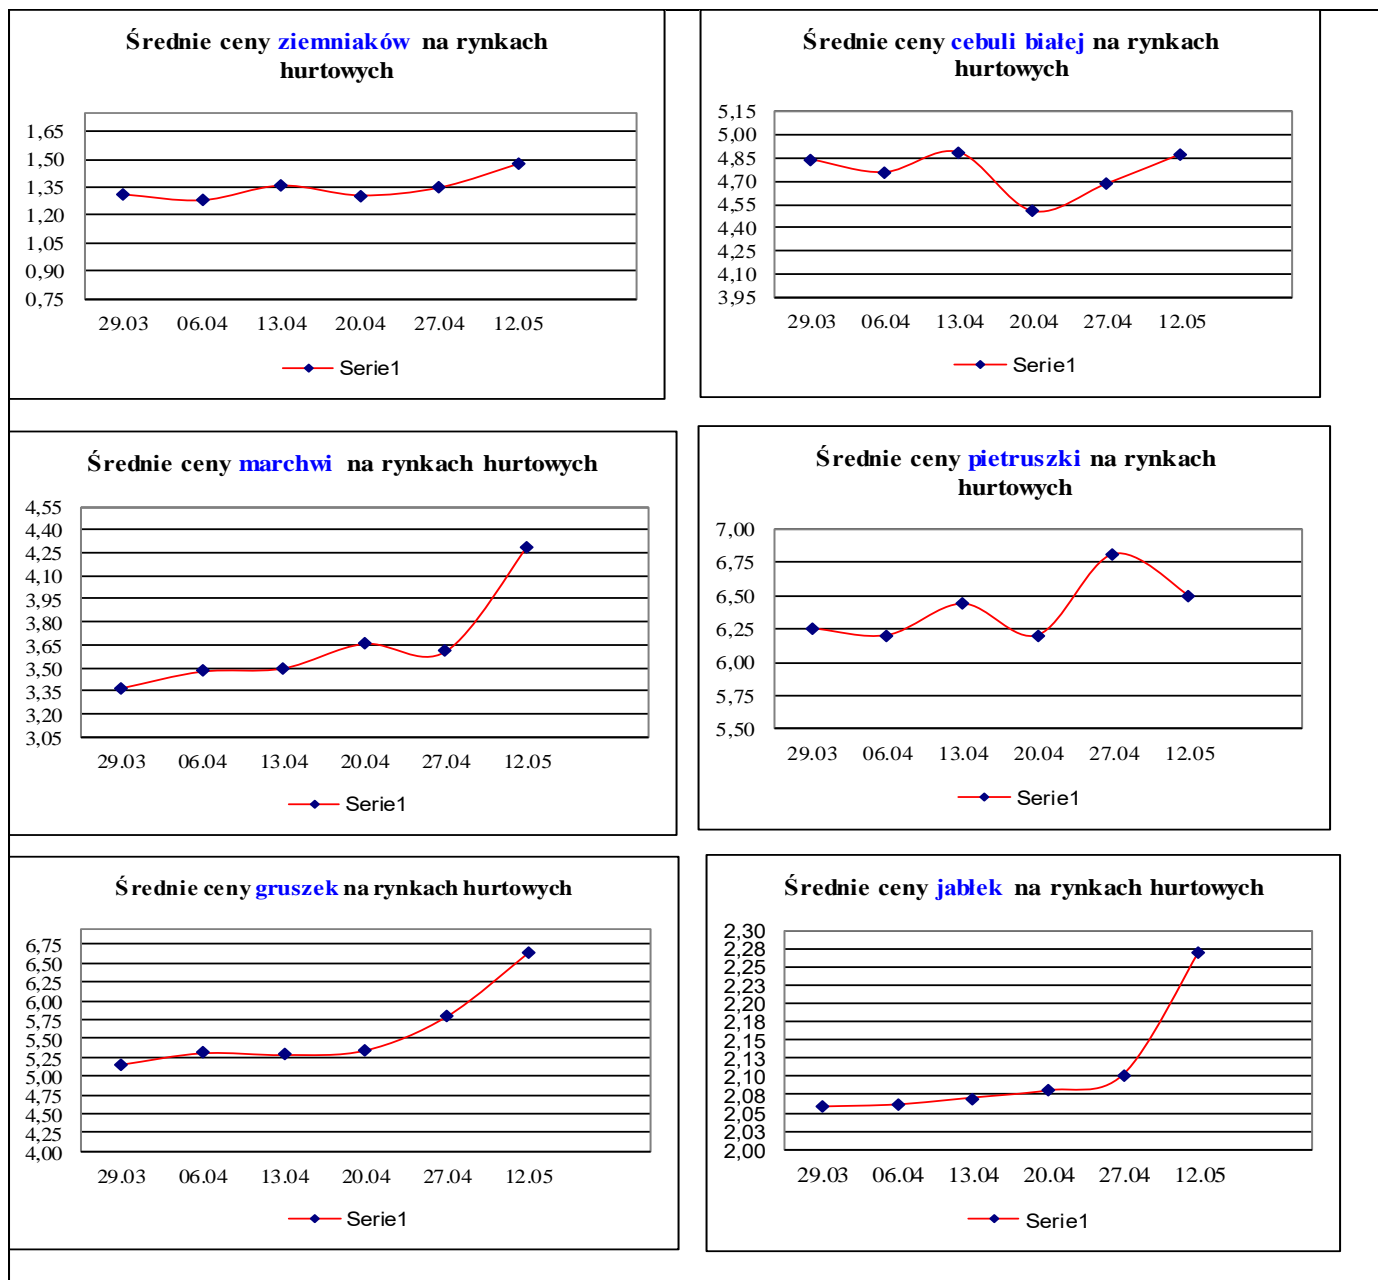 Średnie ceny ziemniaków na rynkach
hurtowych
1,65
1,50
1,35
1,20
1,05
0,90
0,75
29.03 06.04 13.04 20.04 27.04 12.05
Serie1
Średnie ceny cebuli białej na rynkach
hurtowych
5,15
5,00
4,85
4,70
4,55
4,40
4,25
4,10
3,95
29.03 06.04 13.04 20.04 27.04 12.05
Serie1
Średnie ceny marchwi na rynkach hurtowych
4,55
4,40
4,25
4,10
3,95
3,80
3,65
3,50
3,35
3,20
3,05
29.03 06.04 13.04 20.04 27.04 12.05
Serie1
Średnie ceny pietruszki na rynkach
hurtowych
7,00
6,75
6,50
6,25
6,00
5,75
5,50
29.03 06.04 13.04 20.04 27.04 12.05
Serie1
Średnie ceny gruszek na rynkach hurtowych
6,75
6,50
6,25
6,00
5,75
5,50
5,25
5,00
4,75
4,50
4,25
4,00
29.03 06.04 13.04 20.04 27.04 12.05
Serie1
Średnie ceny jabłek na rynkach hurtowych
2,30
2,28
2,25
2,23
2,20
2,18
2,15
2,13
2,10
2,08
2,05
2,03
2,00
29.03 06.04 13.04 20.04 27.04 12.05
Serie1